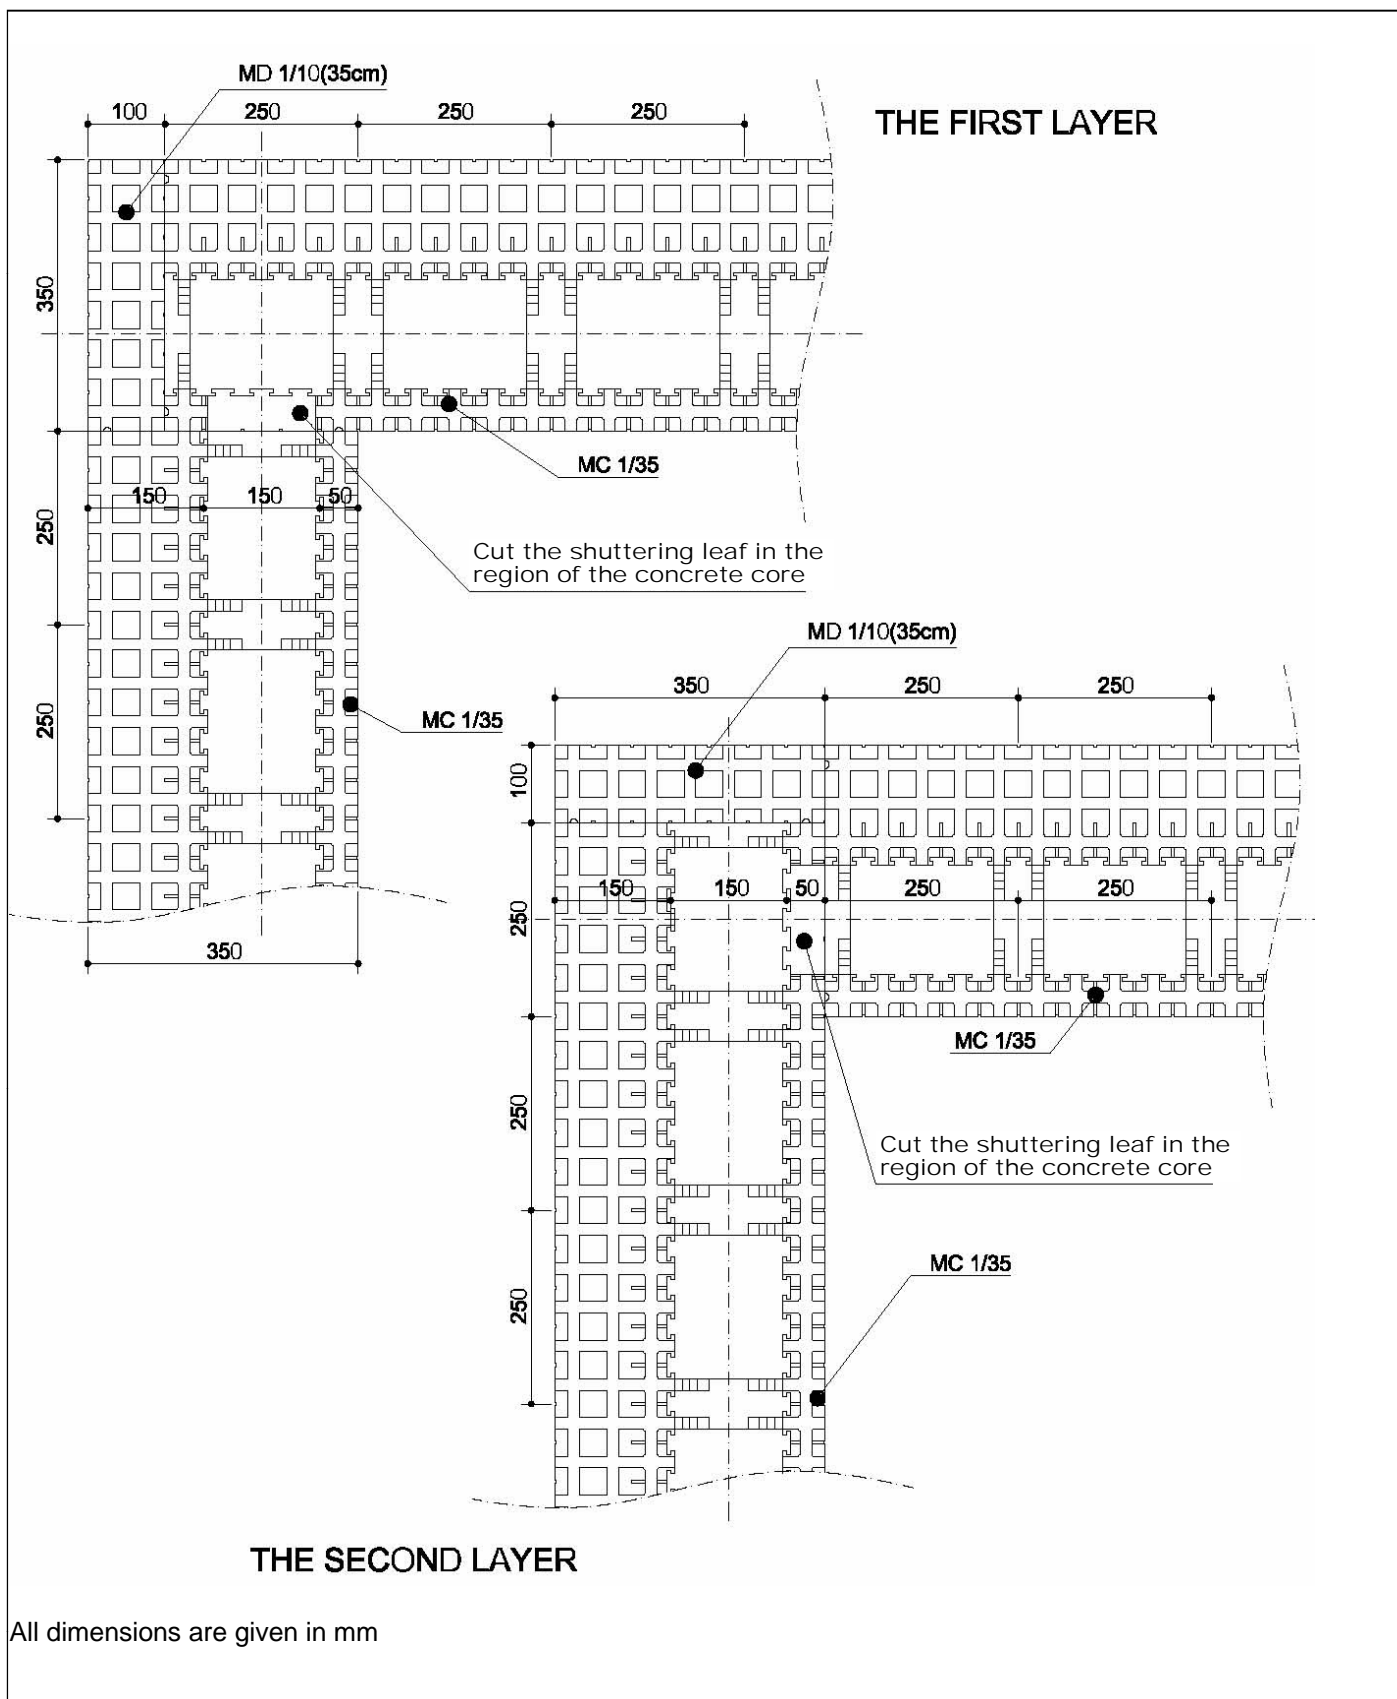 MD 1/10(35cm)
100
250
250
250
THE FIRST LAYER
350
MC 1/35
150
150
50
250
Cut the shuttering leaf in the
region of the concrete core
250
MC 1/35
350
MD 1/10(35cm)
350
250
250
100
150
150
50
250
250
250
MC 1/35
250
Cut the shuttering leaf in the
region of the concrete core
MC 1/35
250
THE SECOND LAYER
All dimensions are given in mm